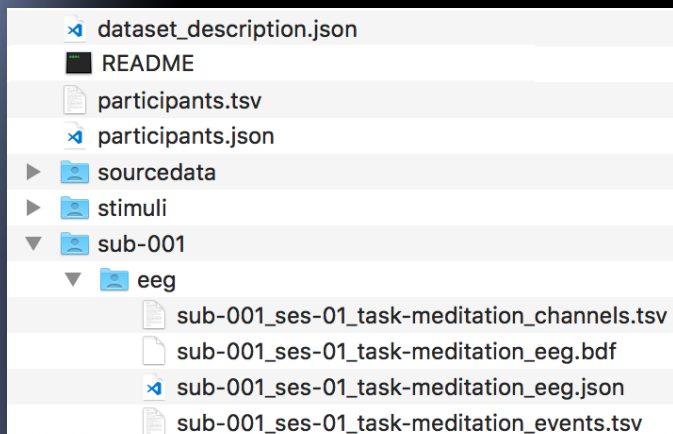 dataset_description.json
README
participants.tsv
participants.json
sourcedata
stimuli
sub-001
eeg
sub-001_ses-01_task-meditation_channels.tsv
sub-001_ses-01_task-meditation_eeg.bdf
sub-001_ses-01_task-meditation_eeg.json
sub-001_ses-01_task-meditation_events.tsv